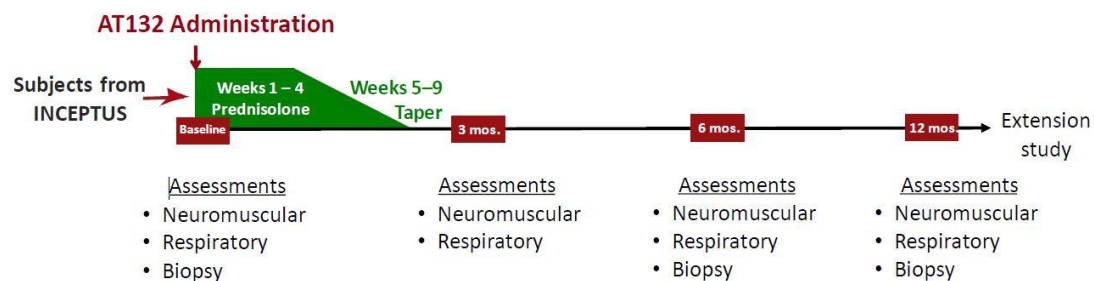 AT132 Administration
Subjects from
INCEPTUS
Weeks 1 – 4
Prednisolone
Weeks 5–9
Taper
Baseline
3 mos.
6 mos.
12 mos.
Extension
study
Assessments
• Neuromuscular
• Respiratory
• Biopsy
Assessments
• Neuromuscular
• Respiratory
Assessments
• Neuromuscular
• Respiratory
• Biopsy
Assessments
• Neuromuscular
• Respiratory
• Biopsy